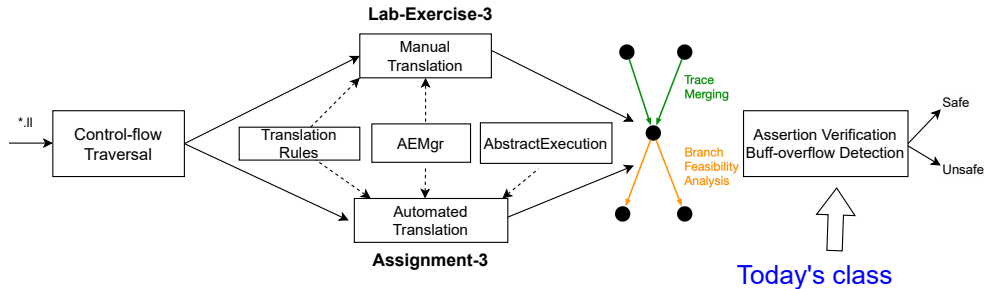 Lab-Exercise-3
Manual
Translation
*.ll
Control-flow
Traversal
Translation
Rules
AEMgr
AbstractExecution
Automated
Translation
Assignment-3
Trace
Merging
Branch
Feasibility
Analysis
Assertion Verification
Buff-overflow Detection
Safe
Unsafe
Today's class